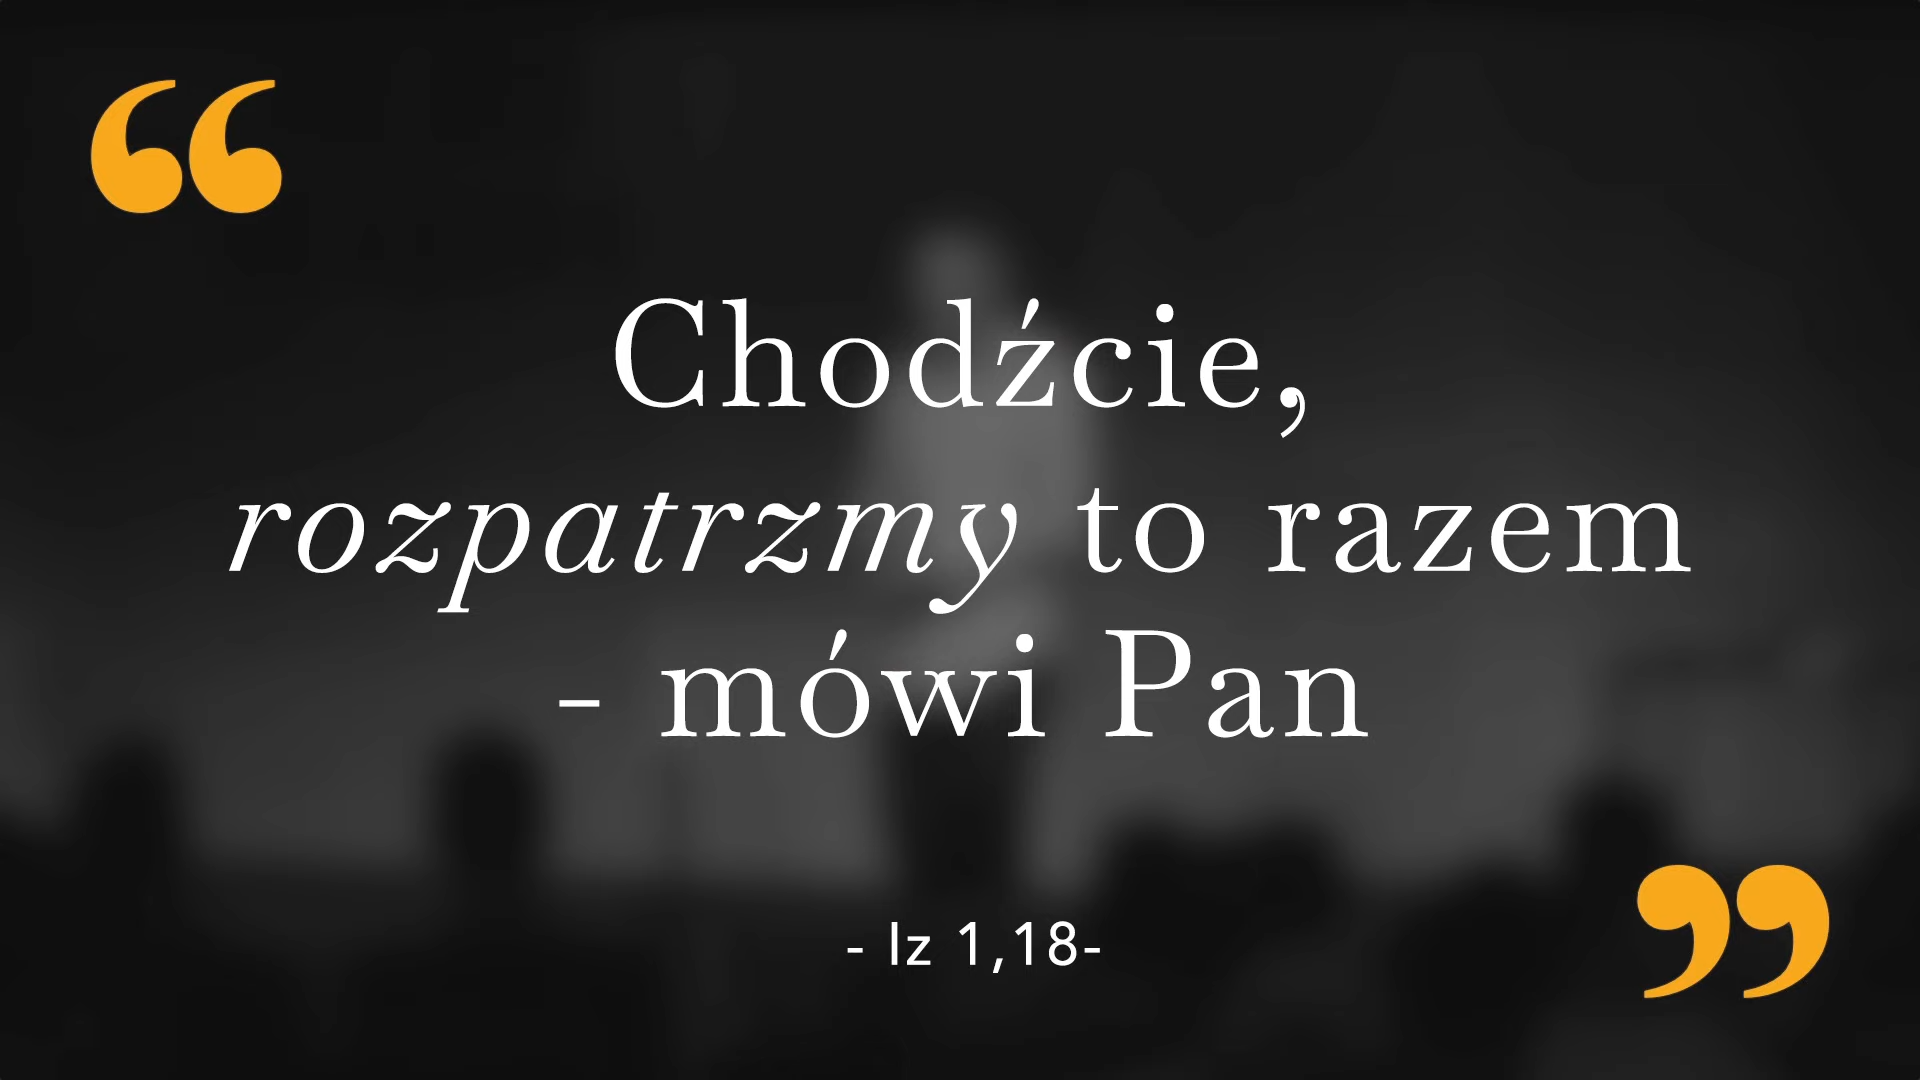 “
Chodźcie,
rozpatrzmy to razem
- mówi Pan
- Iz 1,18-
”